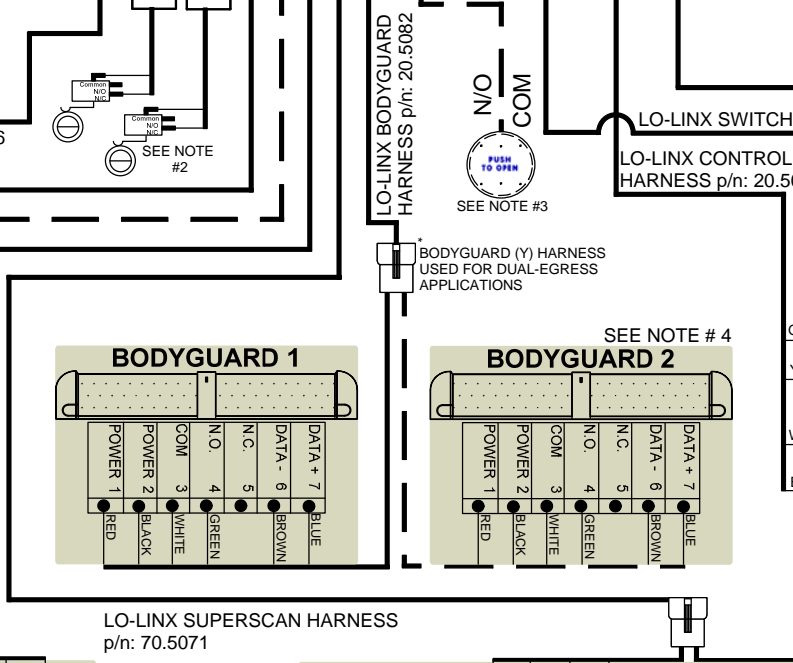 Common
N/O
N/C
Common
N/O
N/C
SEE NOTE
#2
6
LO-LINX BODYGUARD
HARNESS p/n: 20.5082
N/O
COM
PUSH
TO OPEN
SEE NOTE #3
LO-LINX SWITCH
LO-LINX CONTROL
HARNESS p/n: 20.50
*
BODYGUARD (Y) HARNESS
USED FOR DUAL-EGRESS
APPLICATIONS
SEE NOTE # 4
BODYGUARD 1
POWER 1
POWER 2
COM 3
N.O. 4
N.C. 5
DATA - 6
DATA + 7
RED
BLACK
WHITE
GREEN
BROWN
BLUE
BODYGUARD 2
POWER 1
POWER 2
COM 3
N.O. 4
N.C. 5
DATA - 6
DATA + 7
RED
BLACK
WHITE
GREEN
BROWN
BLUE
LO-LINX SUPERSCAN HARNESS
p/n: 70.5071